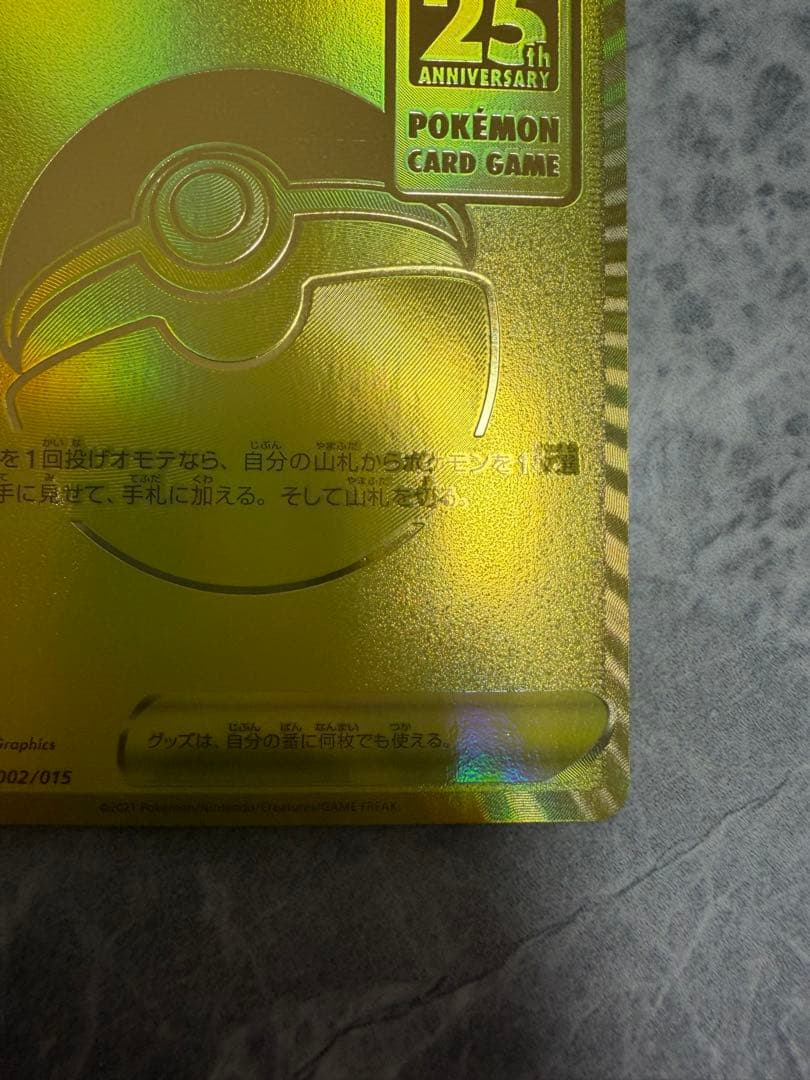 25th
ANNIVERSARY
POKÉMON
CARD GAME
を1回投げオモテなら、自分の山札からポケモンを1
手に見せて、手札に加える。そして山札を切る。
グッズは、自分の番に何枚でも使える。
Graphics
002/015
©2021 Pokémon/Nintendo/Creatures/GAME FREAK.